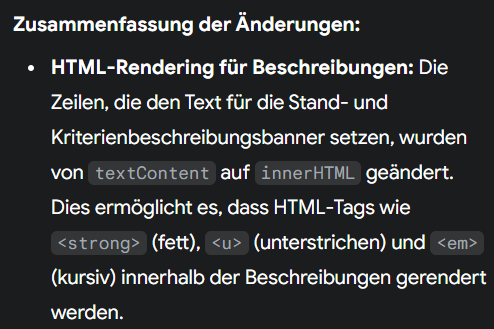 Zusammenfassung der Änderungen:
• HTML-Rendering für Beschreibungen: Die
Zeilen, die den Text für die Stand- und
Kriterienbeschreibungsbanner setzen, wurden
von textContent auf innerHTML geändert.
Dies ermöglicht es, dass HTML-Tags wie
<strong> (fett), <u> (unterstrichen) und <em>
(kursiv) innerhalb der Beschreibungen gerendert
werden.